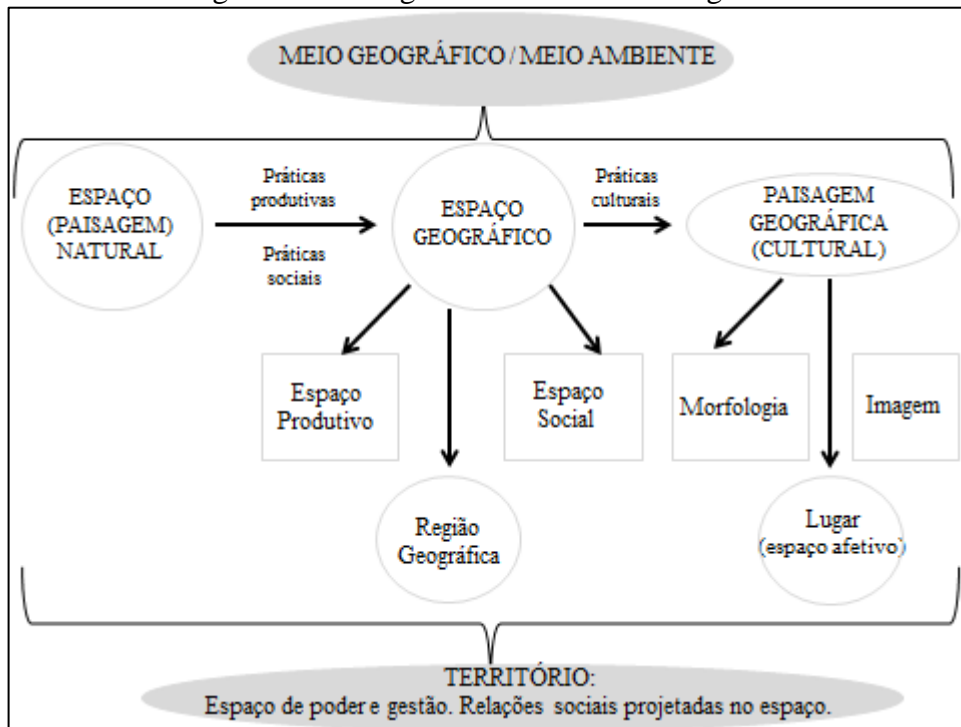 MEIO GEOGRÁFICO / MEIO AMBIENTE
ESPAÇO
(PAISAGEM)
NATURAL
Práticas
produtivas
Práticas
sociais
ESPAÇO
GEOGRÁFICO
Práticas
culturais
PAISAGEM
GEOGRÁFICA
(CULTURAL)
Espaço
Produtivo
Espaço
Social
Morfologia
Imagem
Região
Geográfica
Lugar
(espaço afetivo)
TERRITÓRIO:
Espaço de poder e gestão. Relações sociais projetadas no espaço.